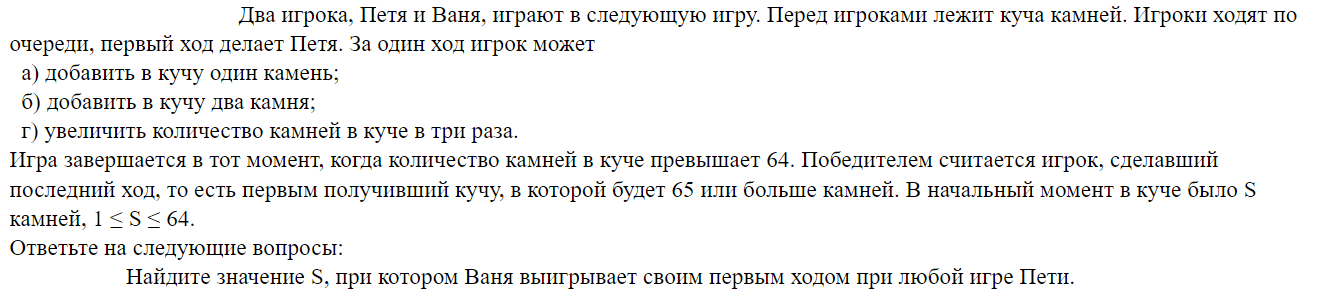 Два игрока, Петя и Ваня, играют в следующую игру. Перед игроками лежит куча камней. Игроки ходят по
очереди, первый ход делает Петя. За один ход игрок может
а) добавить в кучу один камень;
б) добавить в кучу два камня;
г) увеличить количество камней в куче в три раза.
Игра завершается в тот момент, когда количество камней в куче превышает 64. Победителем считается игрок, сделавший
последний ход, то есть первым получивший кучу, в которой будет 65 или больше камней. В начальный момент в куче было S
камней, 1 ≤ S ≤ 64.
Ответьте на следующие вопросы:
Найдите значение S, при котором Ваня выигрывает своим первым ходом при любой игре Пети.